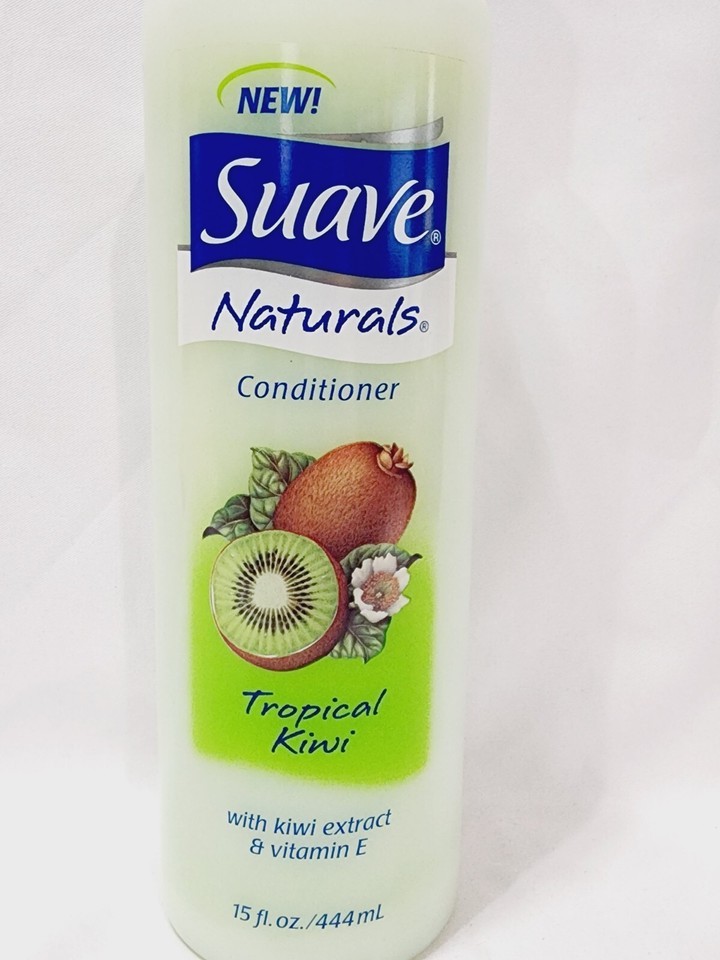 NEW!
Suave®
Naturals®
Conditioner
Tropical
Kiwi
with kiwi extract
& vitamin E
15 fl. oz./444mL